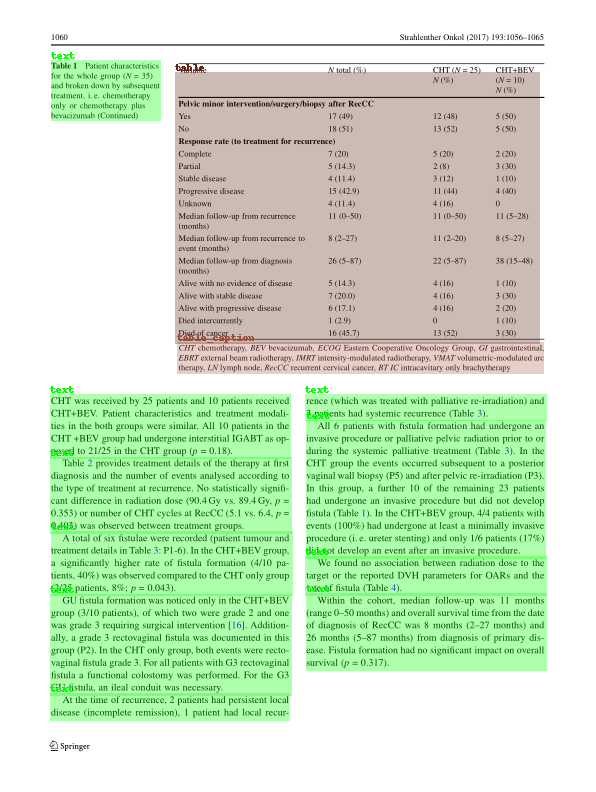 1060
Strahlenther Onkol (2017) 193:1056–1065
text
Table 1 Patient characteristics
for the whole group (N = 35)
and broken down by subsequent
treatment, i. e. chemotherapy
only or chemotherapy plus
bevacizumab (Continued)
table
N total (%) CHT (N = 25) CHT+BEV
N (%) (N = 10)
N (%)
Pelvic minor intervention/surgery/biopsy after RecCC
Yes 17 (49) 12 (48) 5 (50)
No 18 (51) 13 (52) 5 (50)
Response rate (to treatment for recurrence)
Complete 7 (20) 5 (20) 2 (20)
Partial 5 (14.3) 2 (8) 3 (30)
Stable disease 4 (11.4) 3 (12) 1 (10)
Progressive disease 15 (42.9) 11 (44) 4 (40)
Unknown 4 (11.4) 4 (16) 0
Median follow-up from recurrence 11 (0–50) 11 (0–50) 11 (5–28)
(months)
Median follow-up from recurrence to 8 (2–27) 11 (2–20) 8 (5–27)
event (months)
Median follow-up from diagnosis 26 (5–87) 22 (5–87) 38 (15–48)
(months)
Alive with no evidence of disease 5 (14.3) 4 (16) 1 (10)
Alive with stable disease 7 (20.0) 4 (16) 3 (30)
Alive with progressive disease 6 (17.1) 4 (16) 2 (20)
Died intercurrently 1 (2.9) 0 1 (10)
Died of cancer 16 (45.7) 13 (52) 3 (30)
table_caption
CHT chemotherapy, BEV bevacizumab, ECOG Eastern Cooperative Oncology Group, GI gastrointestinal,
EBRT external beam radiotherapy, IMRT intensity-modulated radiotherapy, VMAT volumetric-modulated arc
therapy, LN lymph node, RecCC recurrent cervical cancer, BT IC intracavitary only brachytherapy
text
CHT was received by 25 patients and 10 patients received
CHT+BEV. Patient characteristics and treatment modali-
ties in the both groups were similar. All 10 patients in the
CHT +BEV group had undergone interstitial IGABT as op-
posed to 21/25 in the CHT group (p = 0.18).
text
Table 2 provides treatment details of the therapy at first
diagnosis and the number of events analysed according to
the type of treatment at recurrence. No statistically signifi-
cant difference in radiation dose (90.4 Gy vs. 89.4 Gy, p =
0.353) or number of CHT cycles at RecCC (5.1 vs. 6.4, p =
was observed between treatment groups.
text
A total of six fistulae were recorded (patient tumour and
treatment details in Table 3: P1-6). In the CHT+BEV group,
a significantly higher rate of fistula formation (4/10 pa-
tients, 40%) was observed compared to the CHT only group
(2/25 patients, 8%; p = 0.043).
text
GU fistula formation was noticed only in the CHT+BEV
group (3/10 patients), of which two were grade 2 and one
was grade 3 requiring surgical intervention [16]. Addition-
ally, a grade 3 rectovaginal fistula was documented in this
group (P2). In the CHT only group, both events were recto-
vaginal fistula grade 3. For all patients with G3 rectovaginal
fistula a functional colostomy was performed. For the G3
GU fistula, an ileal conduit was necessary.
text
At the time of recurrence, 2 patients had persistent local
disease (incomplete remission), 1 patient had local recur-
text
rence (which was treated with palliative re-irradiation) and
patients had systemic recurrence (Table 3).
text
All 6 patients with fistula formation had undergone an
invasive procedure or palliative pelvic radiation prior to or
during the systemic palliative treatment (Table 3). In the
CHT group the events occurred subsequent to a posterior
vaginal wall biopsy (P5) and after pelvic re-irradiation (P3).
In this group, a further 10 of the remaining 23 patients
had undergone an invasive procedure but did not develop
fistula (Table 1). In the CHT+BEV group, 4/4 patients with
events (100%) had undergone at least a minimally invasive
procedure (i. e. ureter stenting) and only 1/6 patients (17%)
did not develop an event after an invasive procedure.
text
We found no association between radiation dose to the
target or the reported DVH parameters for OARs and the
rate of fistula (Table 4).
text
Within the cohort, median follow-up was 11 months
(range 0–50 months) and overall survival time from the date
of diagnosis of RecCC was 8 months (2–27 months) and
26 months (5–87 months) from diagnosis of primary dis-
ease. Fistula formation had no significant impact on overall
survival (p = 0.317).
Springer